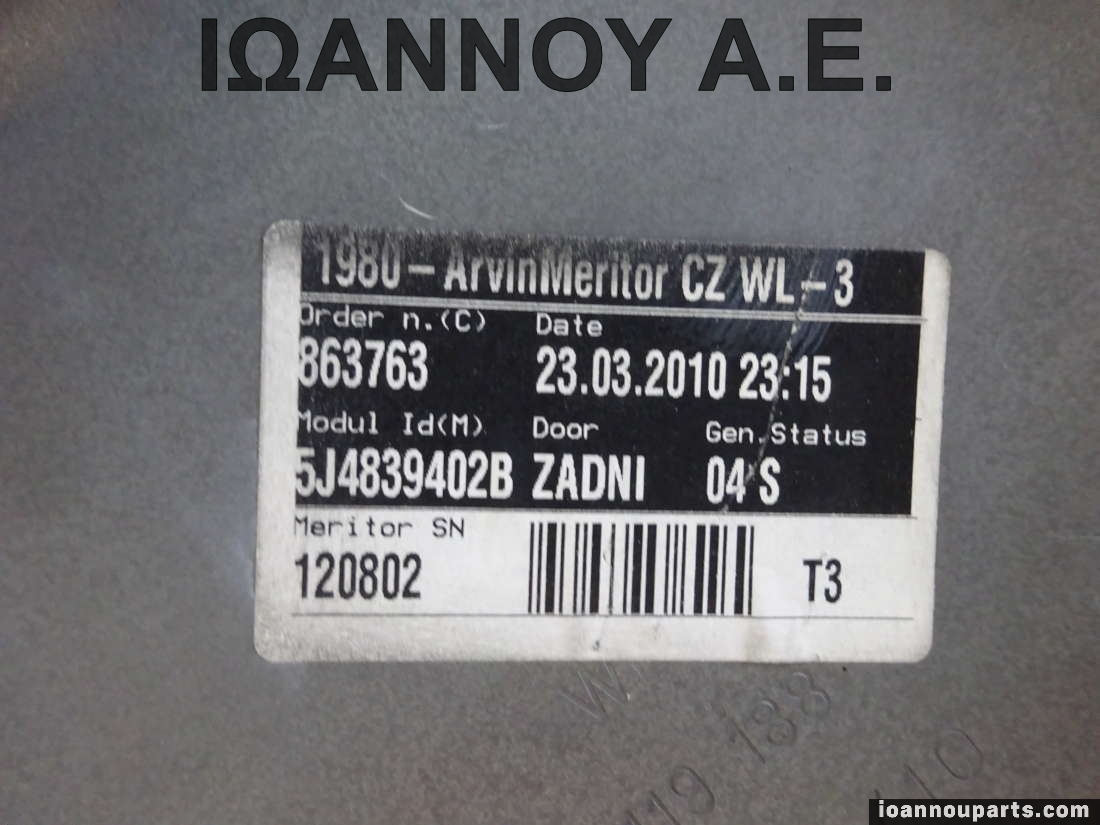 ΙΩΑΝΝΟΥ Α.Ε.
1980 - ArvinMeritor CZ WL - 3
Order n.(C) Date
863763 23.03.2010 23:15
Modul Id(M) Door Gen.Status
5J4839402B ZADNI 04 S
Meritor SN
120802 T3
188
ioannouparts.com